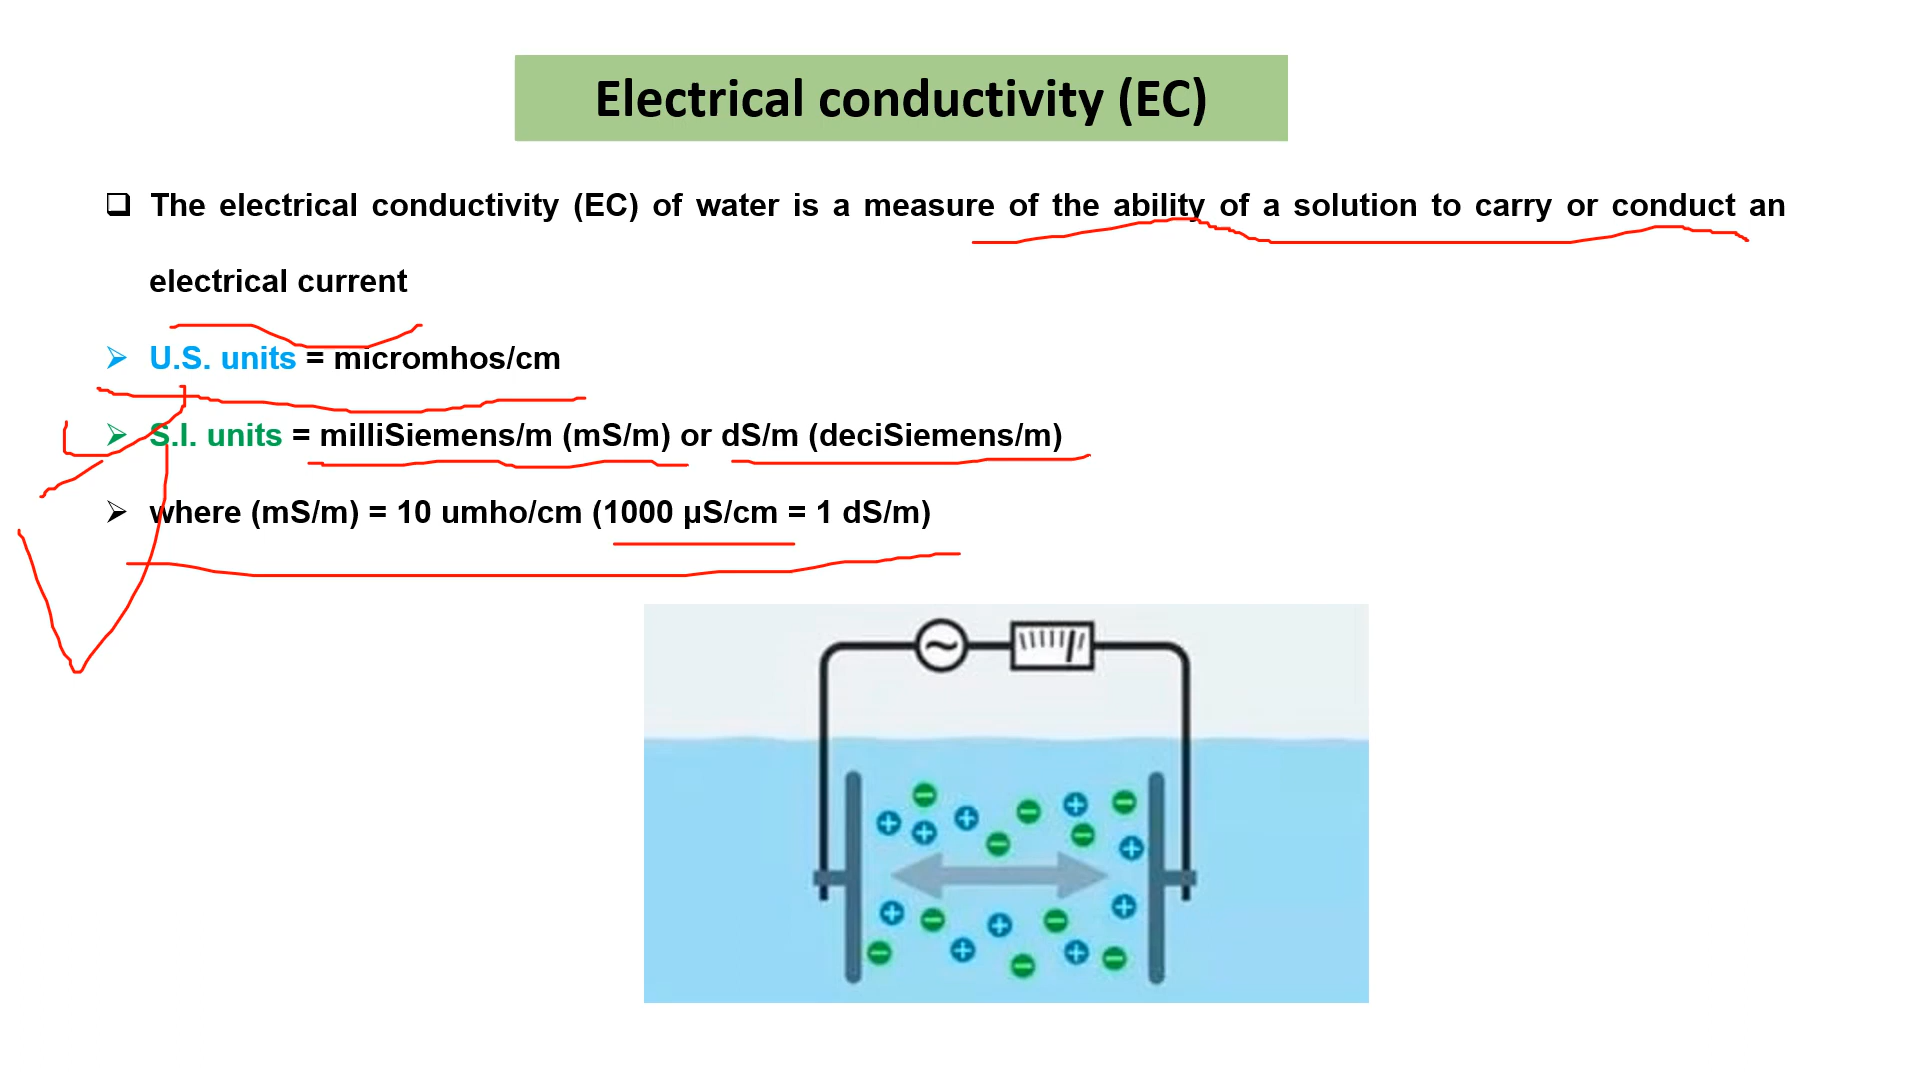 Electrical conductivity (EC)
The electrical conductivity (EC) of water is a measure of the ability of a solution to carry or conduct an
electrical current
U.S. units = micromhos/cm
S.I. units = milliSiemens/m (mS/m) or dS/m (deciSiemens/m)
where (mS/m) = 10 umho/cm (1000 µS/cm = 1 dS/m)